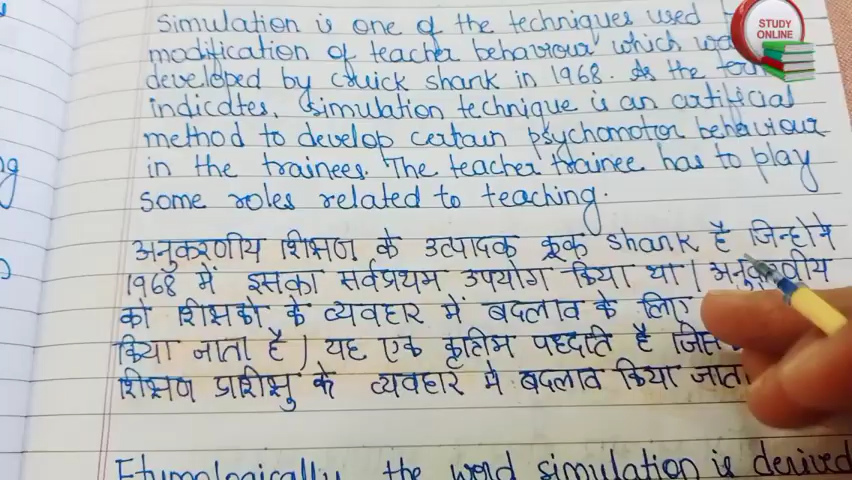 Simulation is one of the techniques used
modification of teacher behaviour which
developed by Cruick shank in 1968. As the
indicates, simulation technique is an artificial
method to develop certain psychomotor behaviour
in the trainees. The teacher trainee has to play
some roles related to teaching.
अनुकरणीय शिक्षण के उत्पादक क्रूक shank है जिन्होने
1968 में इसका सर्वप्रथम उपयोग किया था। अनुकरणीय
को शिक्षको के व्यवहार में बदलाव के लिए
किया जाता है। यह एक कृत्रिम पध्दति है
शिक्षण प्रशिक्षु के व्यवहार मे बदलाव किया जाता
Etymologically, the word simulation is derived
STUDY
ONLINE